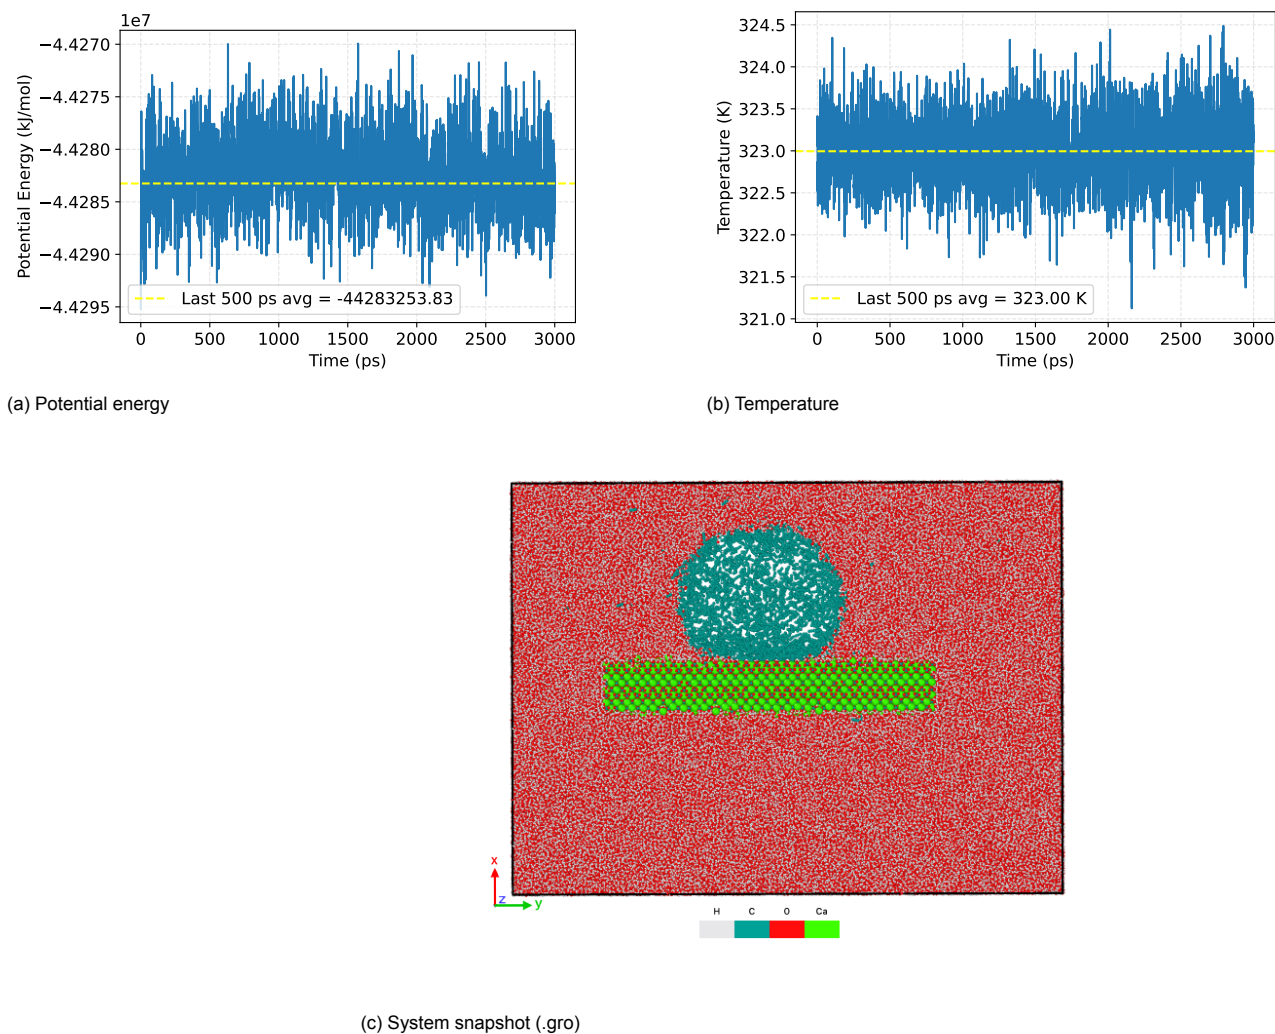 1e7
−4.4270
−4.4275
−4.4280
−4.4285
−4.4290
−4.4295
Potential Energy (kJ/mol)
Last 500 ps avg = -44283253.83
0 500 1000 1500 2000 2500 3000
Time (ps)
(a) Potential energy
324.5
324.0
323.5
323.0
322.5
322.0
321.5
321.0
Temperature (K)
Last 500 ps avg = 323.00 K
0 500 1000 1500 2000 2500 3000
Time (ps)
(b) Temperature
x
z
y
H C O Ca
(c) System snapshot (.gro)